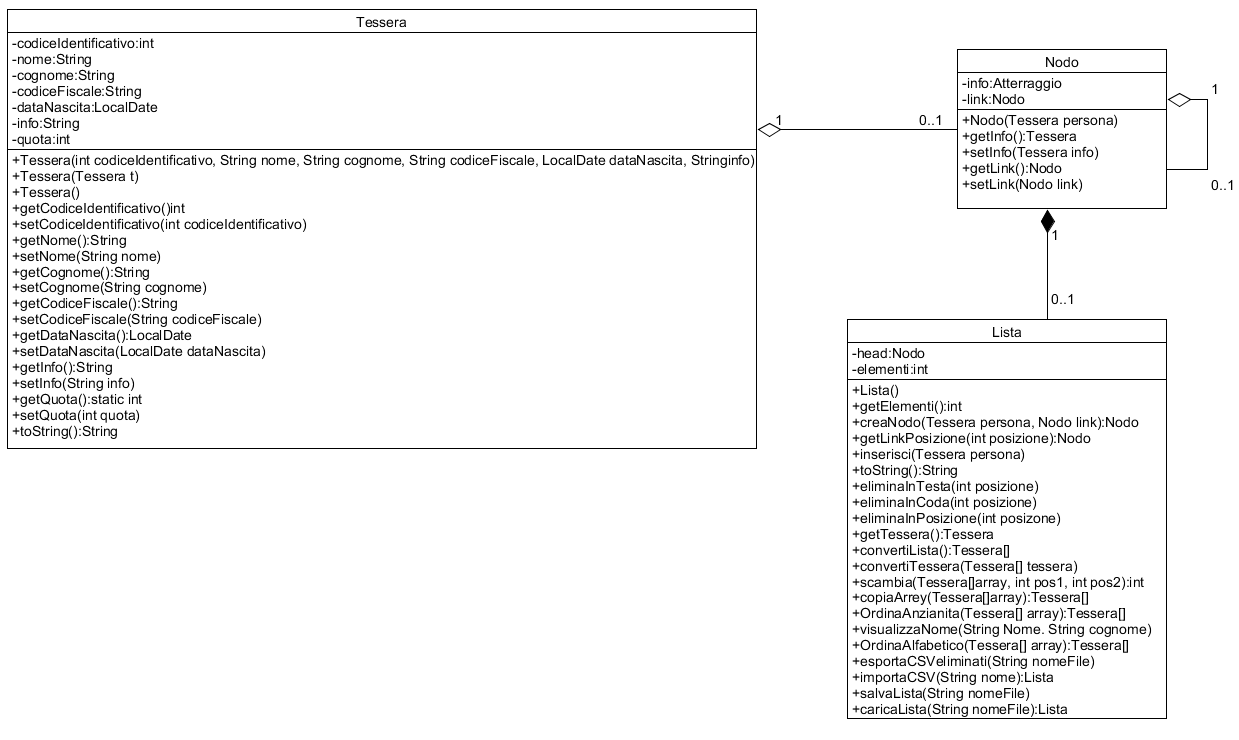 Tessera
-codiceIdentificativo:int
-nome:String
-cognome:String
-codiceFiscale:String
-dataNascita:LocalDate
-info:String
-quota:int
+Tessera(int codiceIdentificativo, String nome, String cognome, String codiceFiscale, LocalDate dataNascita, Stringinfo)
+Tessera(Tessera t)
+Tessera()
+getCodiceIdentificativo()int
+setCodiceIdentificativo(int codiceIdentificativo)
+getNome():String
+setNome(String nome)
+getCognome():String
+setCognome(String cognome)
+getCodiceFiscale():String
+setCodiceFiscale(String codiceFiscale)
+getDataNascita():LocalDate
+setDataNascita(LocalDate dataNascita)
+getInfo():String
+setInfo(String info)
+getQuota():static int
+setQuota(int quota)
+toString():String
1
0..1
Nodo
-info:Atterraggio
-link:Nodo
+Nodo(Tessera persona)
+getInfo():Tessera
+setInfo(Tessera info)
+getLink():Nodo
+setLink(Nodo link)
1
0..1
1
0..1
Lista
-head:Nodo
-elementi:int
+Lista()
+getElementi():int
+creaNodo(Tessera persona, Nodo link):Nodo
+getLinkPosizione(int posizione):Nodo
+inserisci(Tessera persona)
+toString():String
+eliminaInTesta(int posizione)
+eliminaInCoda(int posizione)
+eliminaInPosizione(int posizone)
+getTessera():Tessera
+convertiLista():Tessera[]
+convertiTessera(Tessera[] tessera)
+scambia(Tessera[]array, int pos1, int pos2):int
+copiaArrey(Tessera[]array):Tessera[]
+OrdinaAnzianita(Tessera[] array):Tessera[]
+visualizzaNome(String Nome. String cognome)
+OrdinaAlfabetico(Tessera[] array):Tessera[]
+esportaCSVeliminati(String nomeFile)
+importaCSV(String nome):Lista
+salvaLista(String nomeFile)
+caricaLista(String nomeFile):Lista